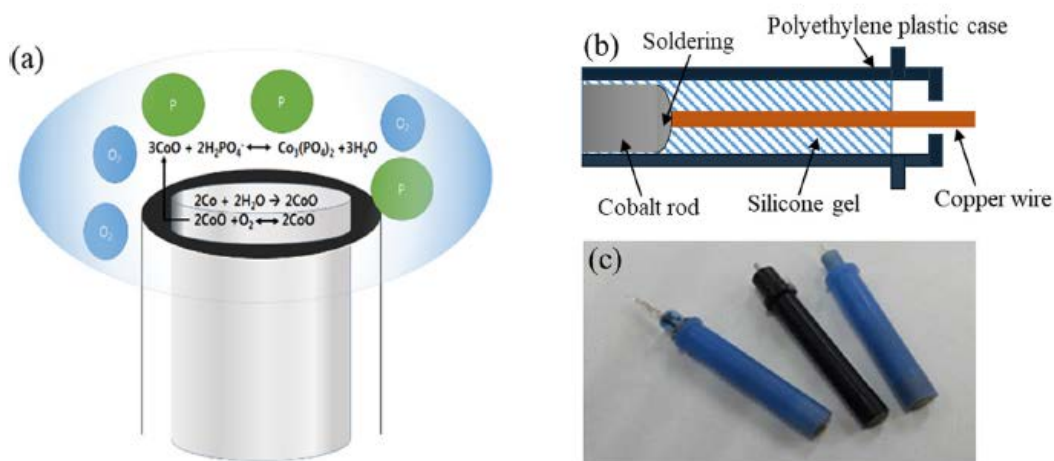 (a)
P
P
O₂
O₂
P
O₂
3CoO + 2H₂PO₄⁻ ⟷ Co₃(PO₄)₂ +3H₂O
2Co + 2H₂O → 2CoO
2CoO +O₂ ⟷ 2CoO
(b)
Polyethylene plastic case
Soldering
Cobalt rod
Silicone gel
Copper wire
(c)